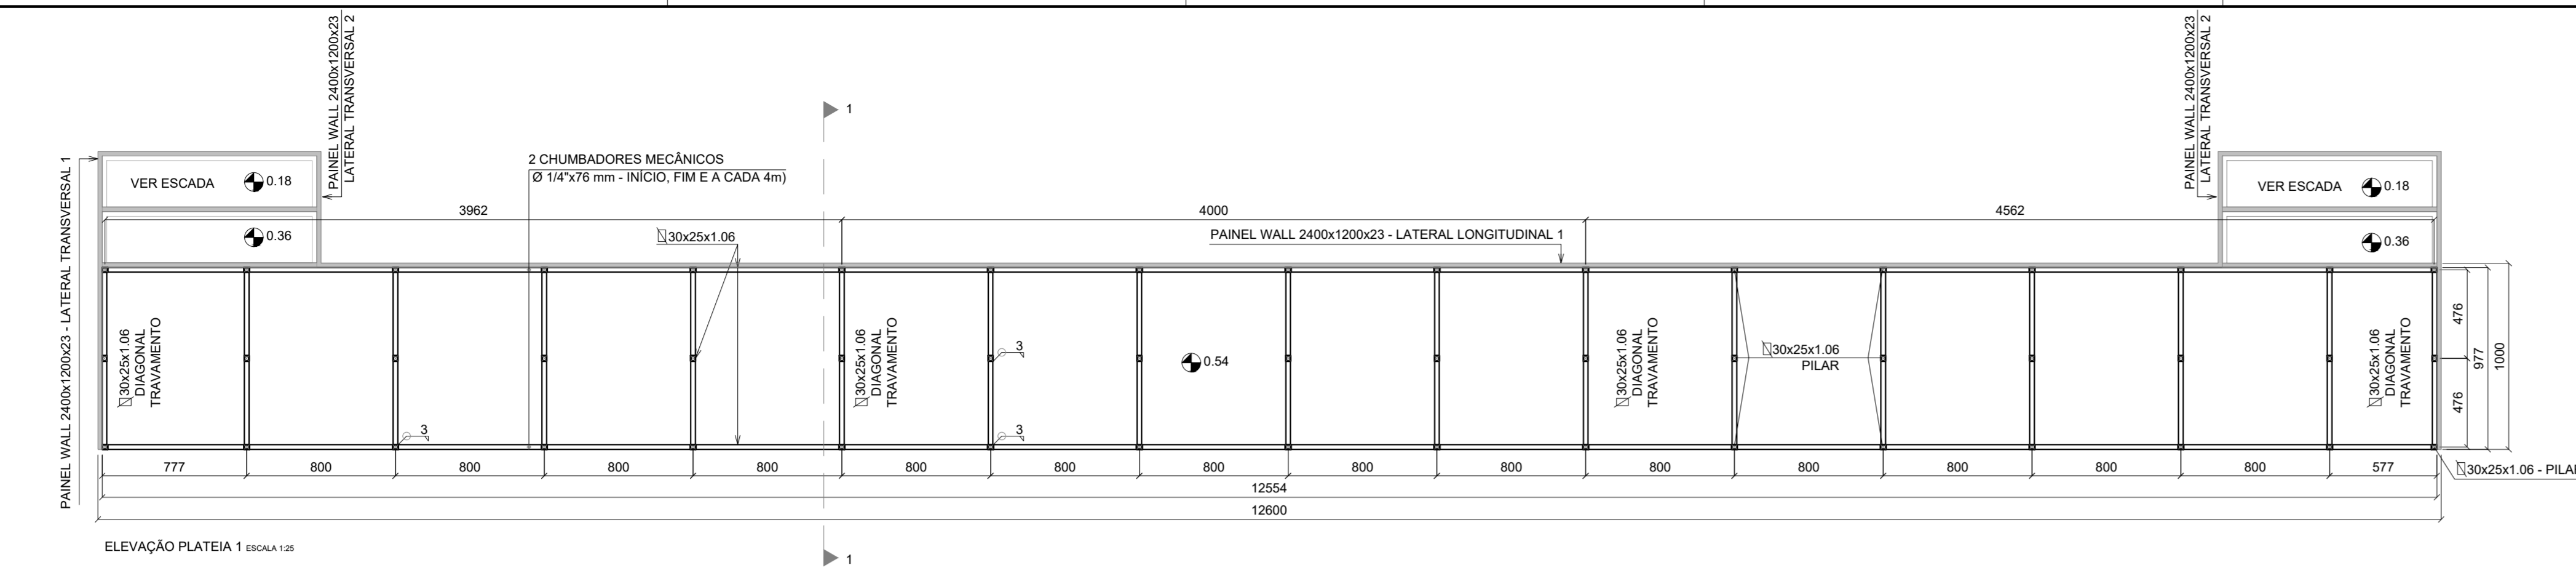 PAINEL WALL 2400x1200x23
LATERAL TRANSVERSAL 2
PAINEL WALL 2400x1200x23
LATERAL TRANSVERSAL 2
1
PAINEL WALL 2400x1200x23 - LATERAL TRANSVERSAL 1
VER ESCADA
0.18
0.36
2 CHUMBADORES MECÂNICOS
Ø 1/4"x76 mm - INÍCIO, FIM E A CADA 4m)
VER ESCADA
0.18
0.36
3962
4000
4562
30x25x1.06
PAINEL WALL 2400x1200x23 - LATERAL LONGITUDINAL 1
30x25x1.06
DIAGONAL
TRAVAMENTO
30x25x1.06
DIAGONAL
TRAVAMENTO
3
3
3
0.54
30x25x1.06
DIAGONAL
TRAVAMENTO
30x25x1.06
PILAR
30x25x1.06
DIAGONAL
TRAVAMENTO
476
476
977
1000
777
800
800
800
800
800
800
800
800
800
800
800
800
800
800
577
30x25x1.06 - PILA
12554
12600
ELEVAÇÃO PLATEIA 1 ESCALA 1:25
1